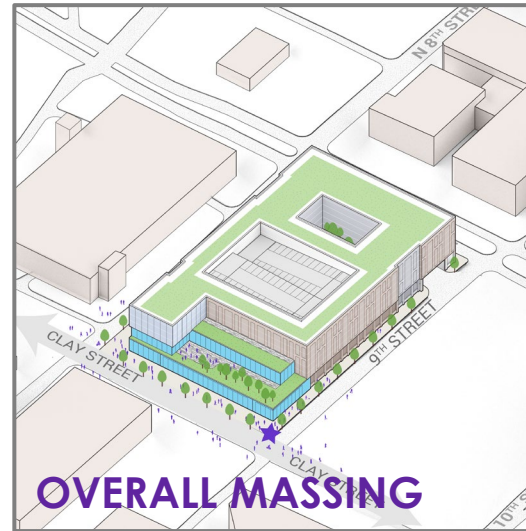 N 8TH STREET
9TH STREET
CLAY STREET
CLAY STREET
10TH S
OVERALL MASSING